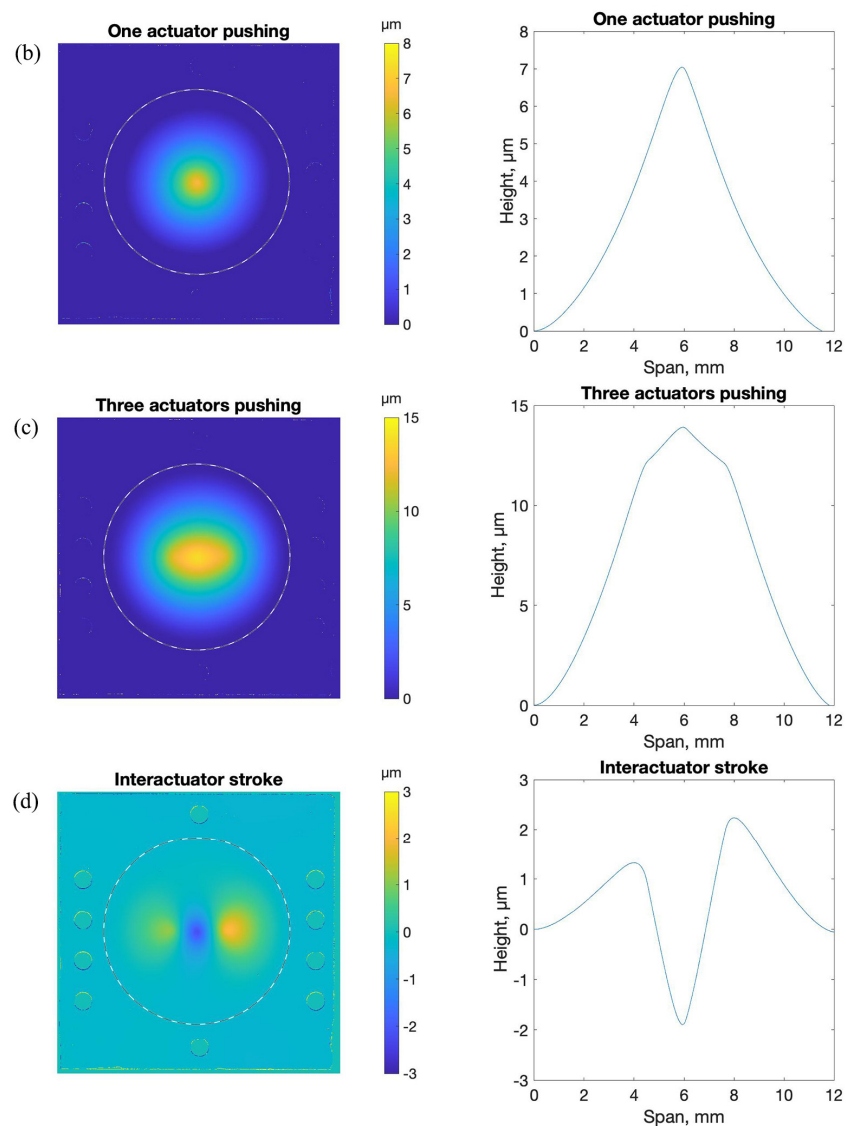 (b)
One actuator pushing
µm
8
7
6
5
4
3
2
1
0
One actuator pushing
Height, µm
8
7
6
5
4
3
2
1
0
0 2 4 6 8 10 12
Span, mm
(c)
Three actuators pushing
µm
15
10
5
0
Three actuators pushing
Height, µm
15
10
5
0
0 2 4 6 8 10 12
Span, mm
(d)
Interactuator stroke
µm
3
2
1
0
-1
-2
-3
Interactuator stroke
Height, µm
3
2
1
0
-1
-2
-3
0 2 4 6 8 10 12
Span, mm